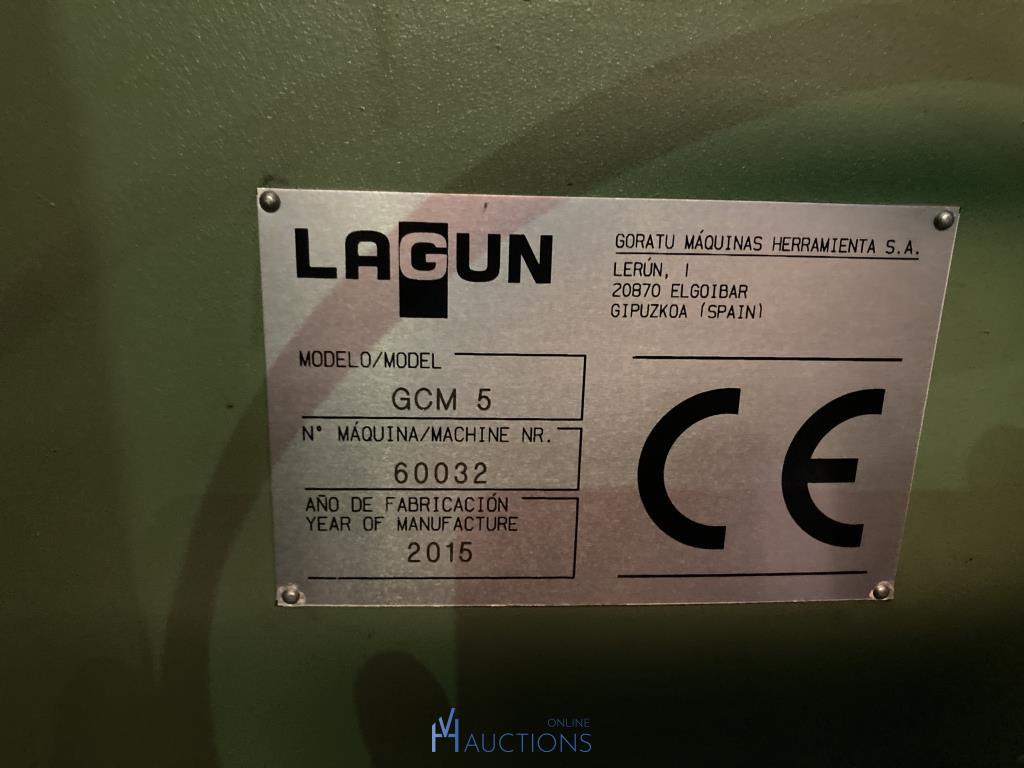 LAGUN
GORATU MÁQUINAS HERRAMIENTA S.A.
LERÚN, 1
20870 ELGOIBAR
GIPUZKOA (SPAIN)
MODELO/MODEL
GCM 5
N° MÁQUINA/MACHINE NR.
60032
AÑO DE FABRICACIÓN
YEAR OF MANUFACTURE
2015
CE
ONLINE
AUCTIONS